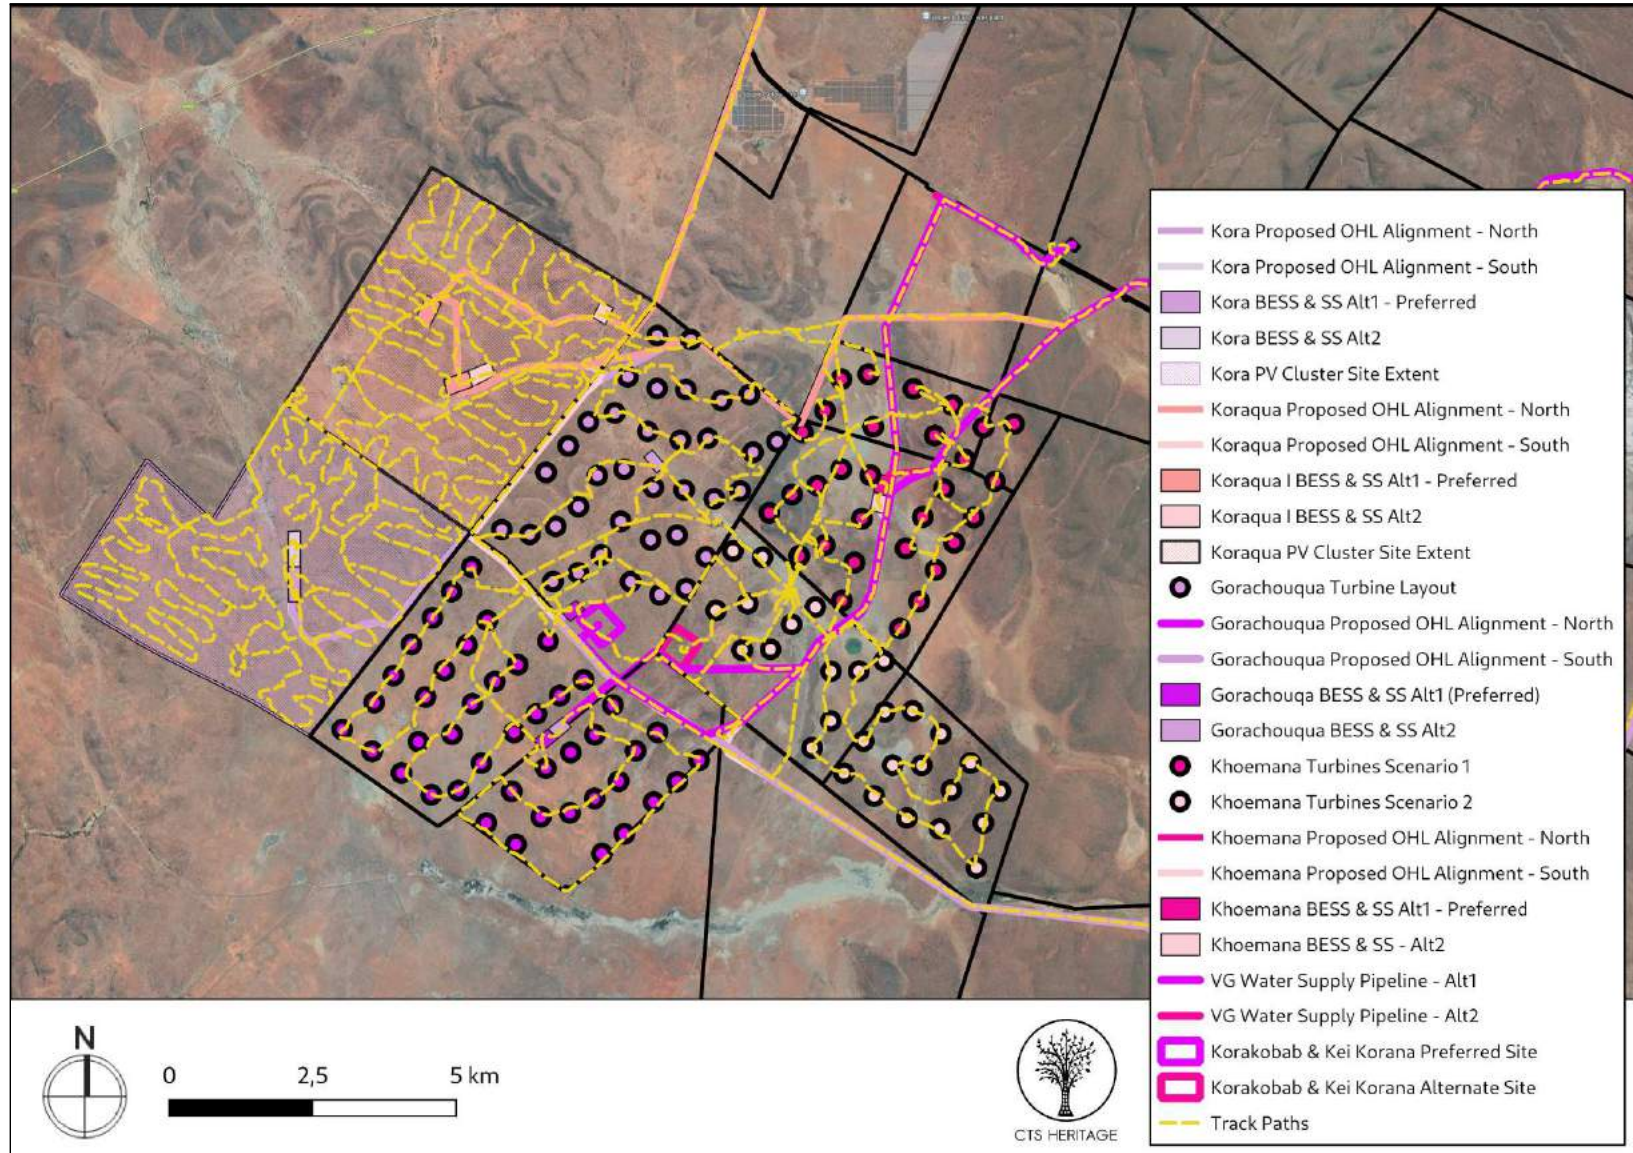 Kora Proposed OHL Alignment - North
Kora Proposed OHL Alignment - South
Kora BESS & SS Alt1 - Preferred
Kora BESS & SS Alt2
Kora PV Cluster Site Extent
Koraqua Proposed OHL Alignment - North
Koraqua Proposed OHL Alignment - South
Koraqua I BESS & SS Alt1 - Preferred
Koraqua I BESS & SS Alt2
Koraqua PV Cluster Site Extent
Gorachouqua Turbine Layout
Gorachouqua Proposed OHL Alignment - North
Gorachouqua Proposed OHL Alignment - South
Gorachouqa BESS & SS Alt1 (Preferred)
Gorachouqua BESS & SS Alt2
Khoemana Turbines Scenario 1
Khoemana Turbines Scenario 2
Khoemana Proposed OHL Alignment - North
Khoemana Proposed OHL Alignment - South
Khoemana BESS & SS Alt1 - Preferred
Khoemana BESS & SS - Alt2
VG Water Supply Pipeline - Alt1
VG Water Supply Pipeline - Alt2
Korakobab & Kei Korana Preferred Site
Korakobab & Kei Korana Alternate Site
Track Paths
N
0 2,5 5 km
CTS HERITAGE